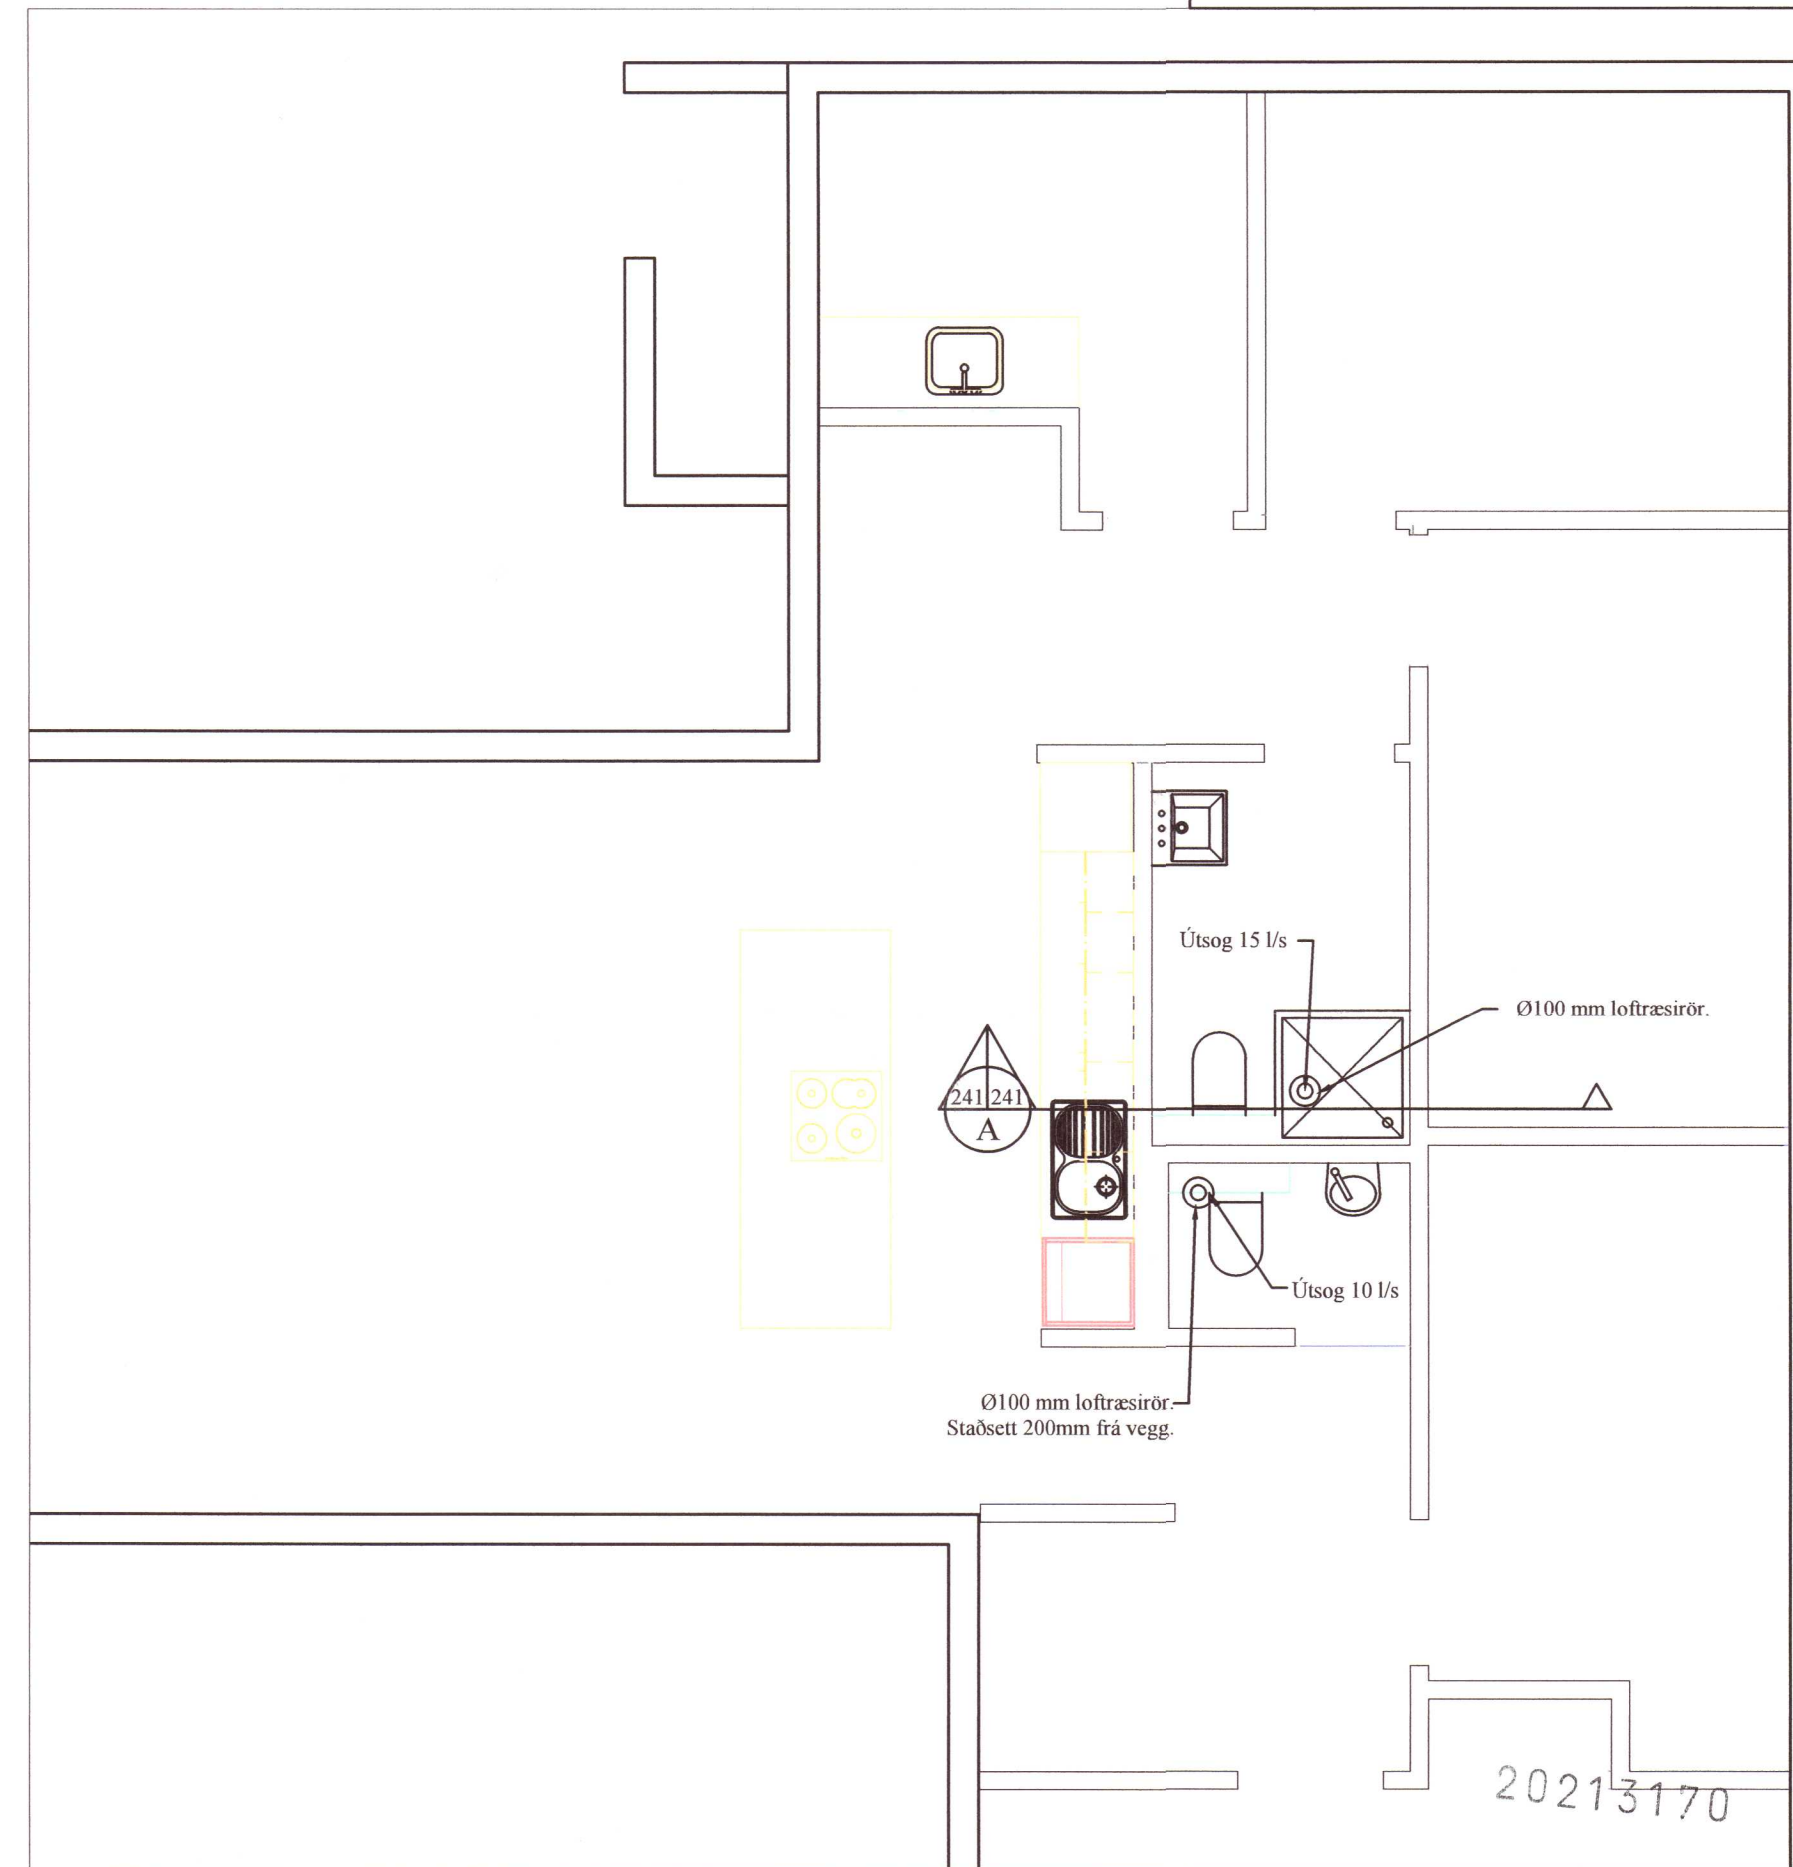 Útsog 15 l/s
Ø100 mm loftræsirör.
241 241
A
Útsog 10 l/s
Ø100 mm loftræsirör.
Staðsett 200mm frá vegg.
20213170